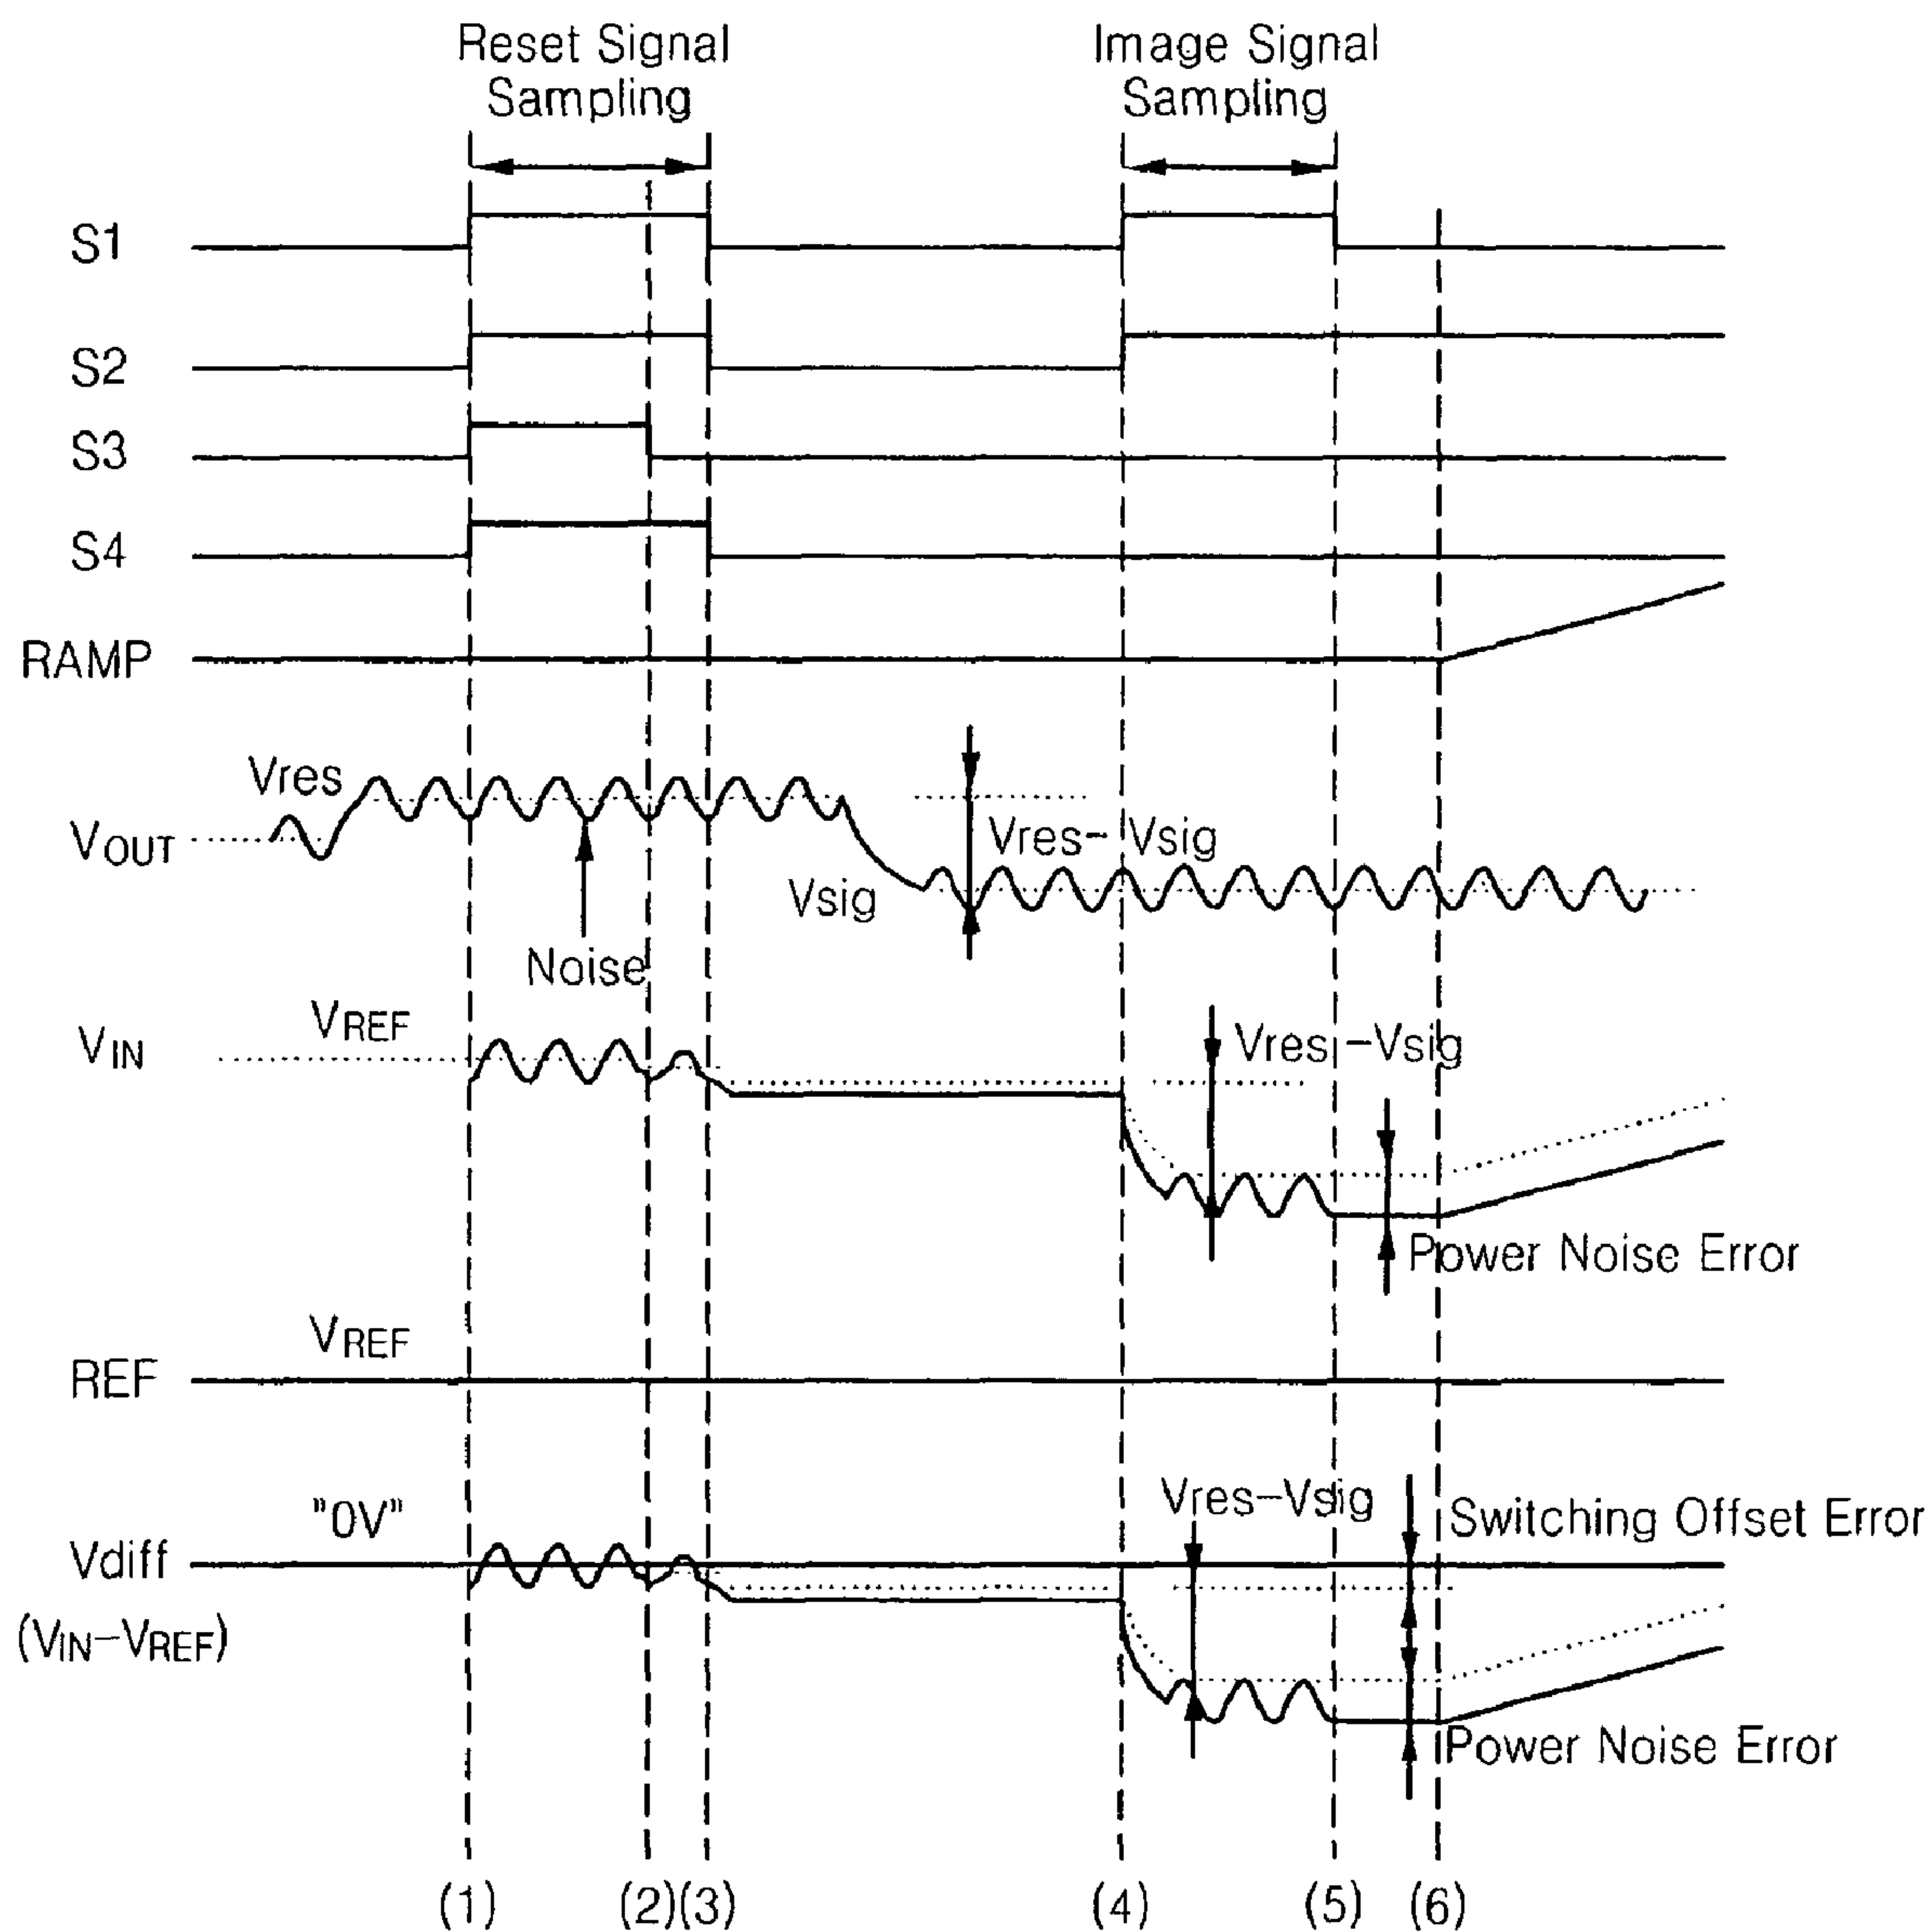 Reset Signal
Sampling
Image Signal
Sampling
S1
S2
S3
S4
RAMP
Vres
VOUT
Vres- Vsig
Vsig
Noise
VIN
VREF
Vres -Vsig
Power Noise Error
VREF
REF
Vres-Vsig
"0V"
Switching Offset Error
Vdiff
(VIN-VREF)
Power Noise Error
(1) (2)(3) (4) (5) (6)